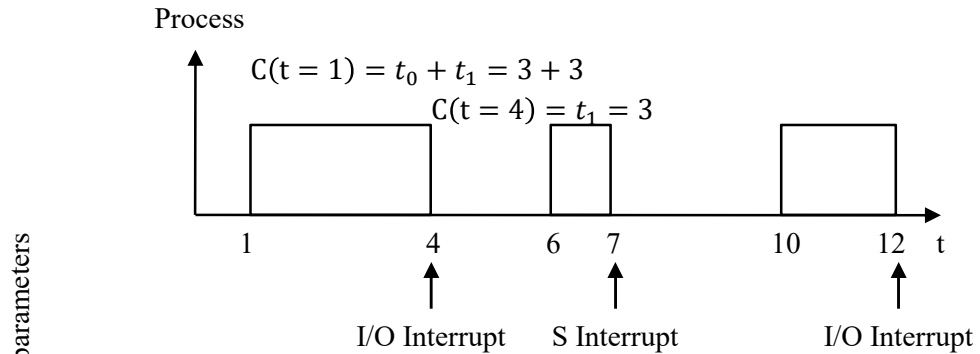 Process
C(t = 1) = t₀ + t₁ = 3 + 3
C(t = 4) = t₁ = 3
1 4 6 7 10 12 t
I/O Interrupt S Interrupt I/O Interrupt
parameters